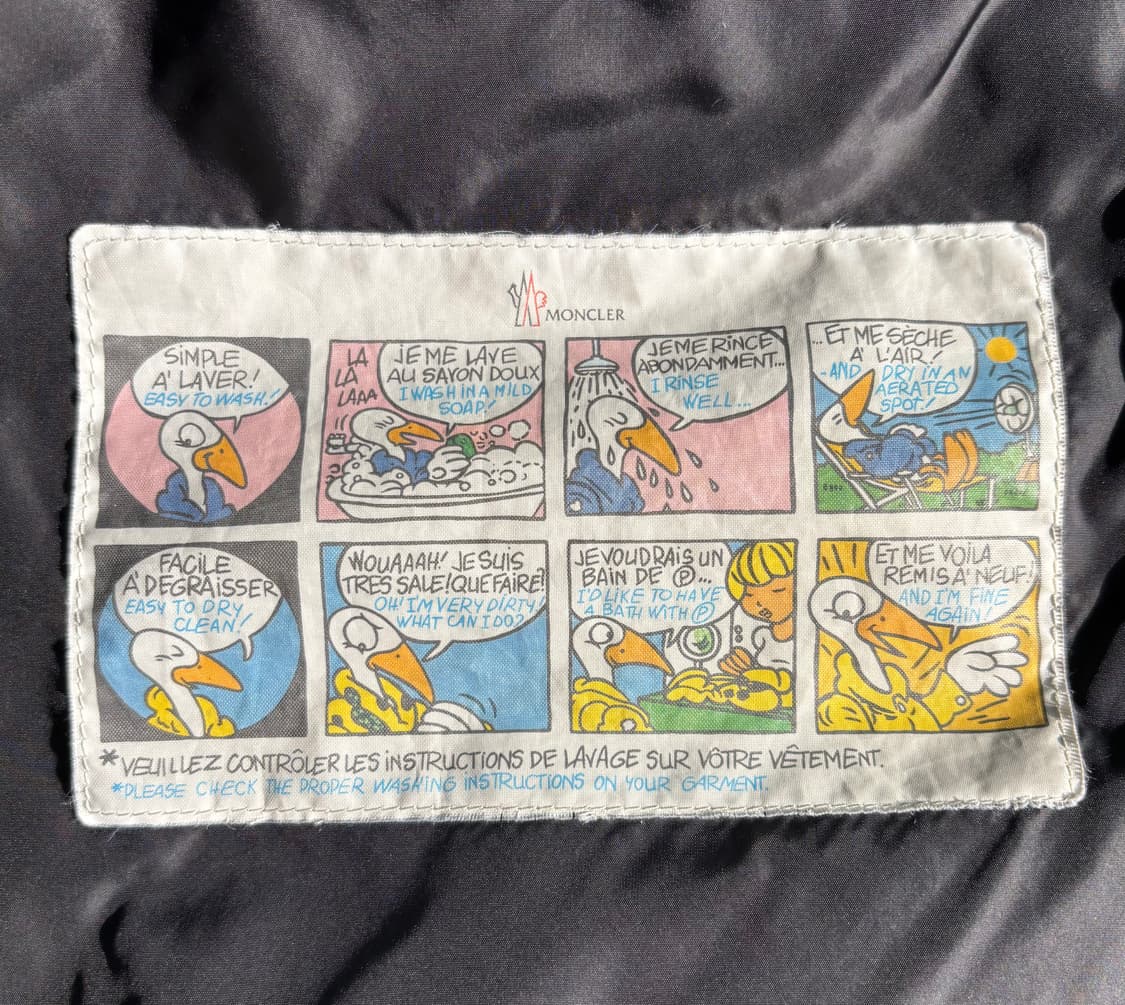 MONCLER
SIMPLE
A' LAVER!
EASY TO WASH!
LA
LA
LAAA
JE ME LAVE
AU SAVON DOUX
I WASH IN A MILD
SOAP!
JE ME RINCE
ABONDAMMENT...
I RINSE
WELL...
...ET ME SÈCHE
A' L'AIR!
-AND DRY IN AN
AERATED
SPOT!
FACILE
A' DEGRAISSER
EASY TO DRY
CLEAN!
WOUAAAH! JE SUIS
TRES SALE! QUE FAIRE?
OH! I'M VERY DIRTY!
WHAT CAN I DO?
JE VOUDRAIS UN
BAIN DE Ⓟ...
I'D LIKE TO HAVE
A BATH WITH Ⓟ
ET ME VOILA
REMIS A' NEUF!
AND I'M FINE
AGAIN!
*VEUILLEZ CONTRÔLER LES INSTRUCTIONS DE LAVAGE SUR VÔTRE VÊTEMENT.
*PLEASE CHECK THE PROPER WASHING INSTRUCTIONS ON YOUR GARMENT.